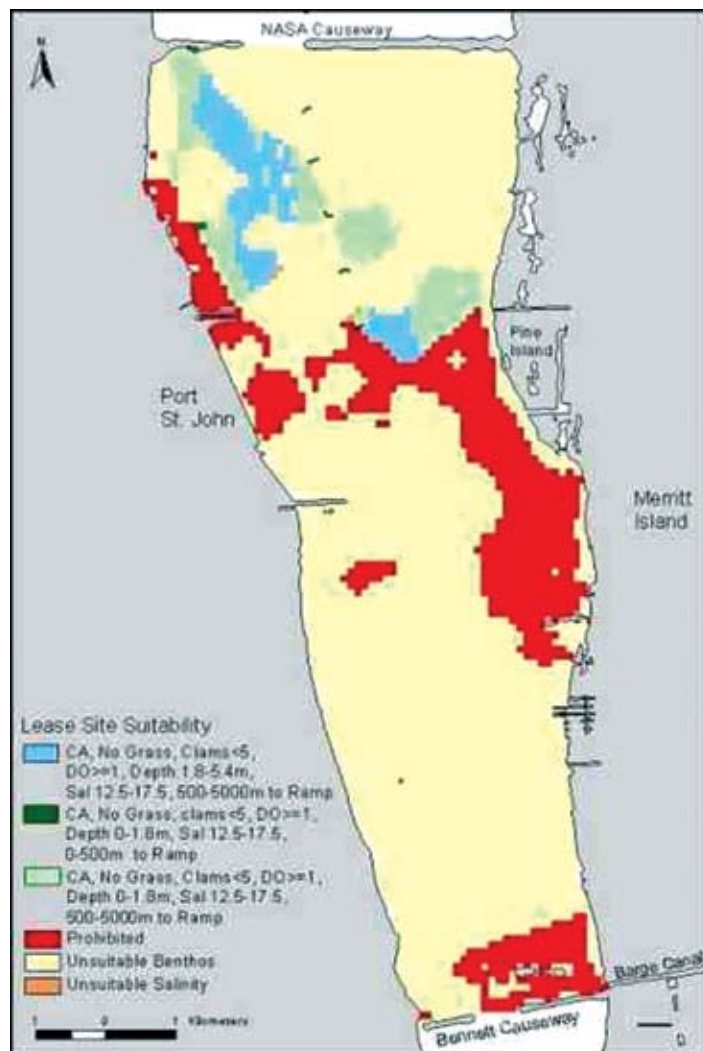 NASA Causeway
N
Pine
Island
Port
St. John
Merritt
Island
Lease Site Suitability
CA, No Grass, Clams<5,
DO>=1, Depth 1.8-5.4m,
Sal 12.5-17.5, 500-5000m to Ramp
CA, No Grass, clams<5, DO>=1,
Depth 0-1.8m, Sal 12.5-17.5,
0-500m to Ramp
CA, No Grass, Clams<5, DO>=1,
Depth 0-1.8m, Sal 12.5-17.5,
500-5000m to Ramp
Prohibited
Unsuitable Benthos
Unsuitable Salinity
1 0 1 Kilometers
Barge Canal
Bennett Causeway